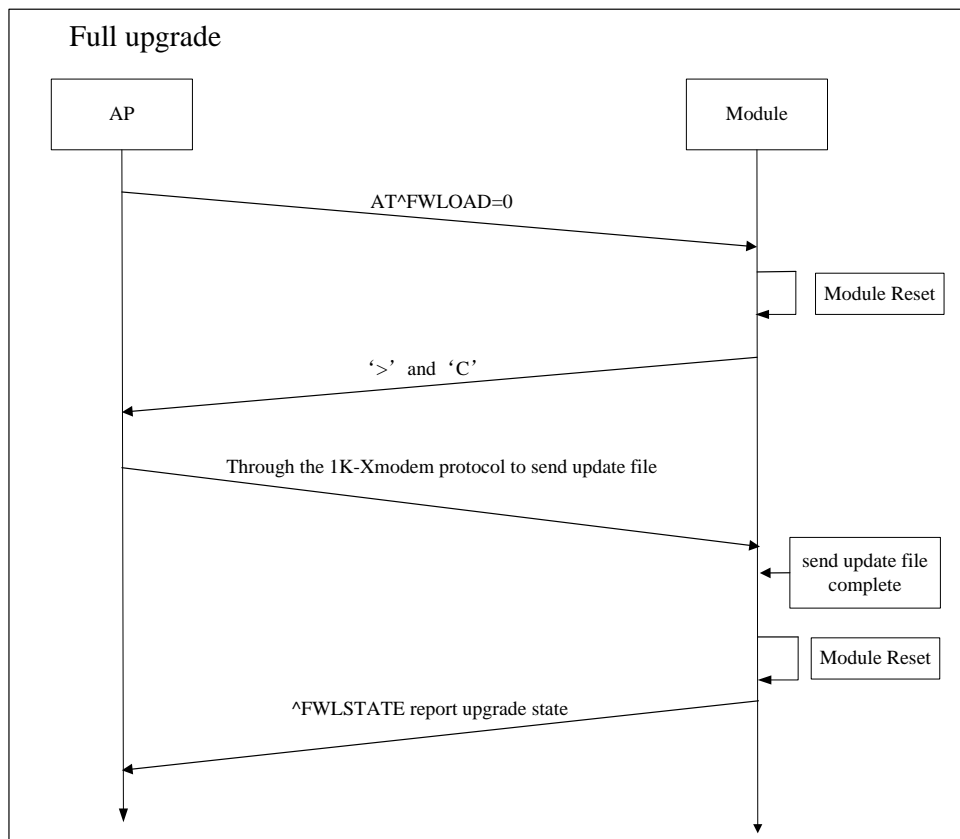 Full upgrade
AP
Module
AT^FWLOAD=0
Module Reset
‘>’ and ‘C’
Through the 1K-Xmodem protocol to send update file
send update file
complete
Module Reset
^FWLSTATE report upgrade state